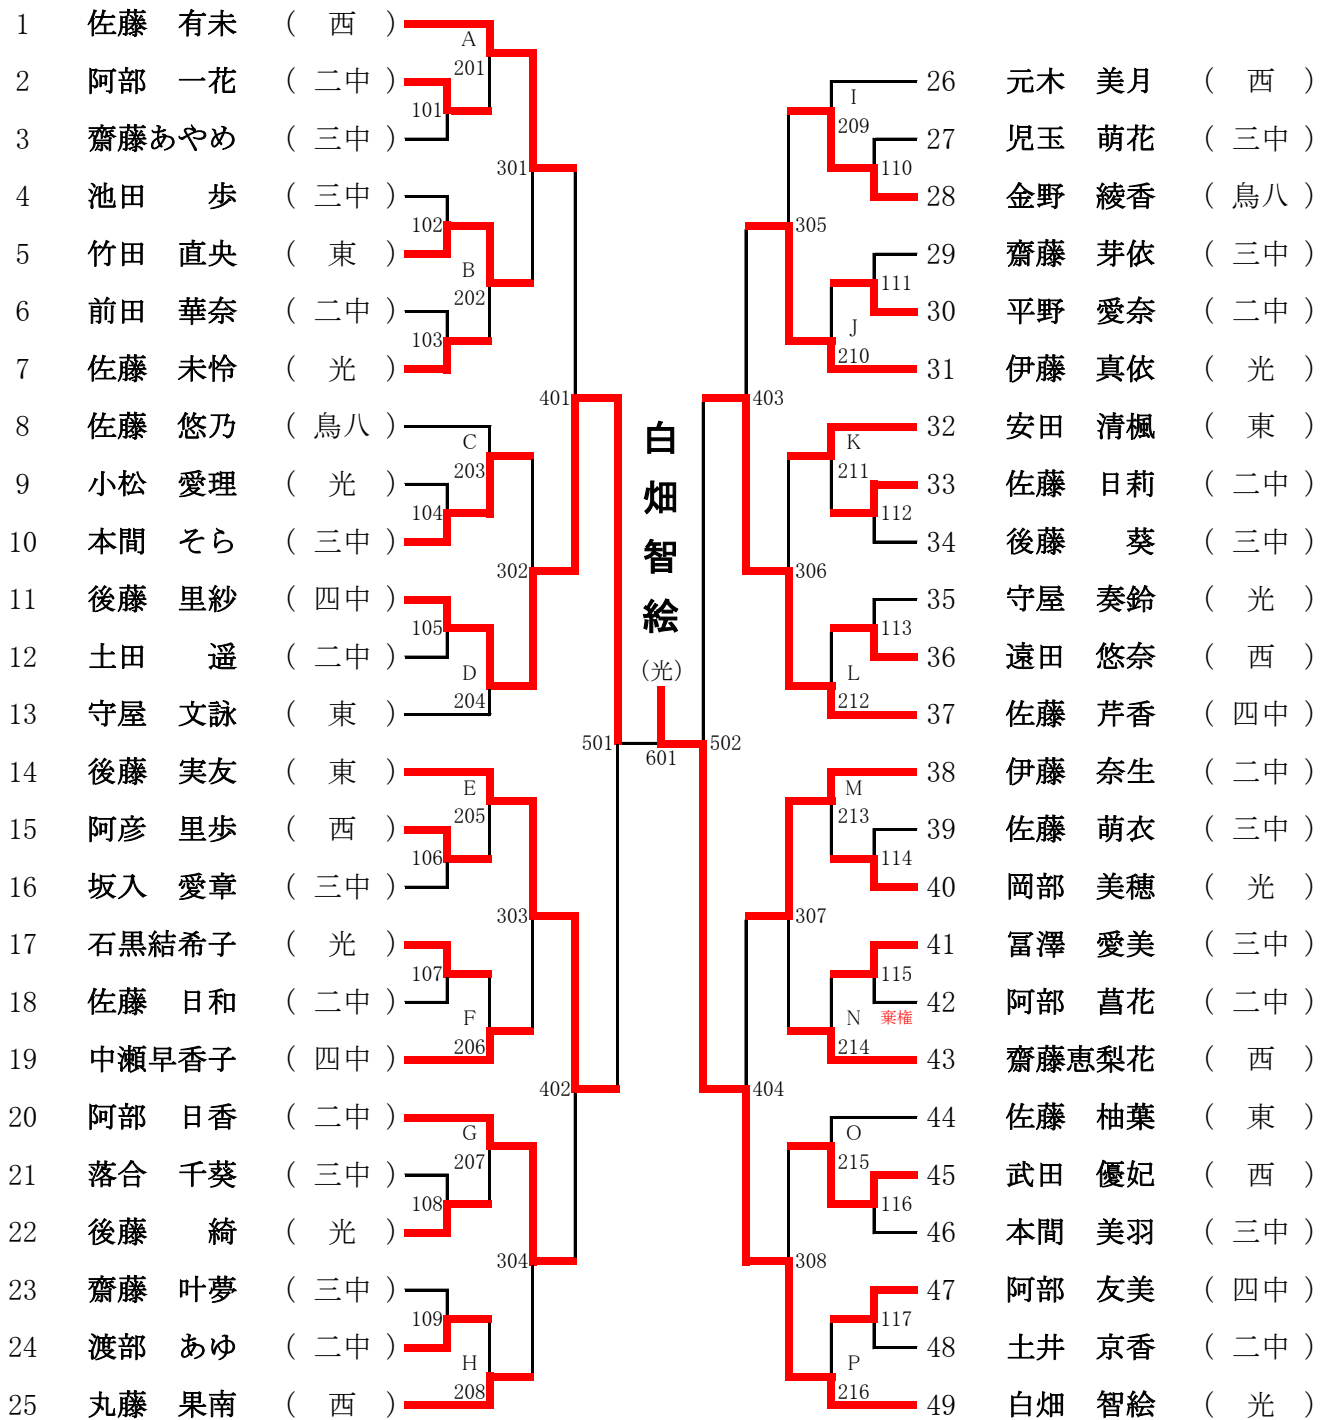 1 佐藤 有未 ( 西 )
2 阿部 一花 ( 二中 )
3 齋藤あやめ ( 三中 )
4 池田 歩 ( 三中 )
5 竹田 直央 ( 東 )
6 前田 華奈 ( 二中 )
7 佐藤 未怜 ( 光 )
8 佐藤 悠乃 ( 鳥八 )
9 小松 愛理 ( 光 )
10 本間 そら ( 三中 )
11 後藤 里紗 ( 四中 )
12 土田 遥 ( 二中 )
13 守屋 文詠 ( 東 )
14 後藤 実友 ( 東 )
15 阿彦 里歩 ( 西 )
16 坂入 愛章 ( 三中 )
17 石黒結希子 ( 光 )
18 佐藤 日和 ( 二中 )
19 中瀬早香子 ( 四中 )
20 阿部 日香 ( 二中 )
21 落合 千葵 ( 三中 )
22 後藤 綺 ( 光 )
23 齋藤 叶夢 ( 三中 )
24 渡部 あゆ ( 二中 )
25 丸藤 果南 ( 西 )
A
201
101
301
102
B
202
103
401
C
203
104
302
105
D
204
501
E
205
106
303
107
F
206
402
G
207
108
304
109
H
208
白畑智絵
(光)
601
I
209
110
305
111
J
210
403
K
211
112
306
113
L
212
502
M
213
114
307
115
N
棄権
214
404
O
215
116
308
117
P
216
26 元木 美月 ( 西 )
27 児玉 萌花 ( 三中 )
28 金野 綾香 ( 鳥八 )
29 齋藤 芽依 ( 三中 )
30 平野 愛奈 ( 二中 )
31 伊藤 真依 ( 光 )
32 安田 清楓 ( 東 )
33 佐藤 日莉 ( 二中 )
34 後藤 葵 ( 三中 )
35 守屋 奏鈴 ( 光 )
36 遠田 悠奈 ( 西 )
37 佐藤 芹香 ( 四中 )
38 伊藤 奈生 ( 二中 )
39 佐藤 萌衣 ( 三中 )
40 岡部 美穂 ( 光 )
41 冨澤 愛美 ( 三中 )
42 阿部 菖花 ( 二中 )
43 齋藤恵梨花 ( 西 )
44 佐藤 柚葉 ( 東 )
45 武田 優妃 ( 西 )
46 本間 美羽 ( 三中 )
47 阿部 友美 ( 四中 )
48 土井 京香 ( 二中 )
49 白畑 智絵 ( 光 )